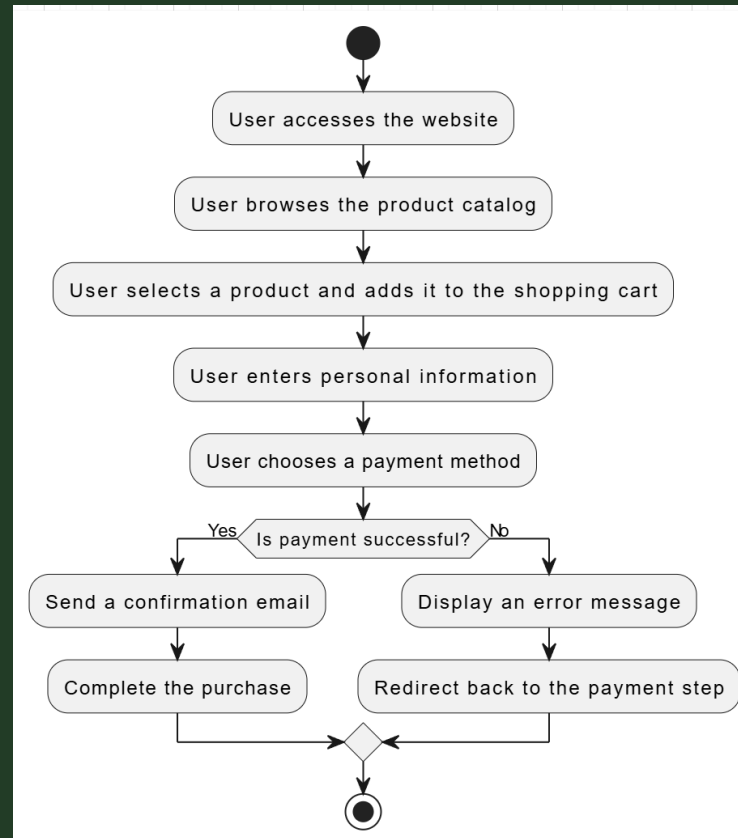 User accesses the website
User browses the product catalog
User selects a product and adds it to the shopping cart
User enters personal information
User chooses a payment method
Yes
Is payment successful?
No
Send a confirmation email
Display an error message
Complete the purchase
Redirect back to the payment step